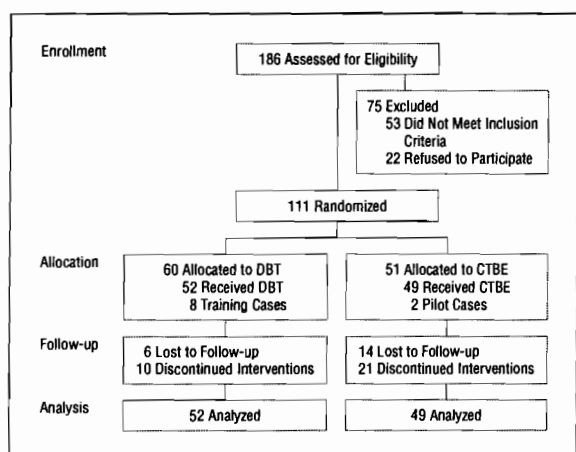 Enrollment
186 Assessed for Eligibility
75 Excluded
53 Did Not Meet Inclusion
Criteria
22 Refused to Participate
111 Randomized
Allocation
60 Allocated to DBT
52 Received DBT
8 Training Cases
51 Allocated to CTBE
49 Received CTBE
2 Pilot Cases
Follow-up
6 Lost to Follow-up
10 Discontinued Interventions
14 Lost to Follow-up
21 Discontinued Interventions
Analysis
52 Analyzed
49 Analyzed